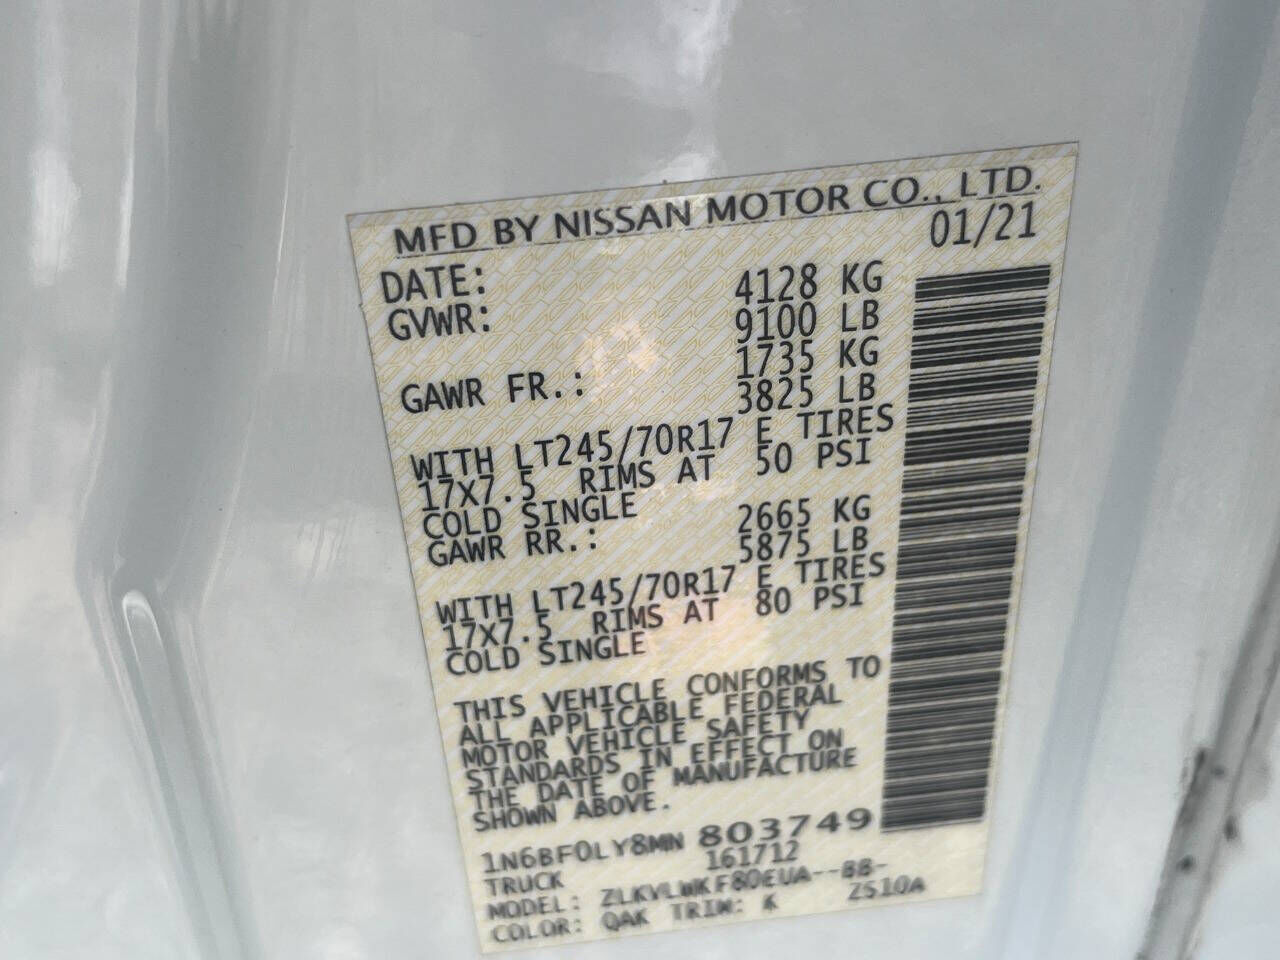 MFD BY NISSAN MOTOR CO., LTD.
DATE: 01/21
GVWR: 4128 KG
9100 LB
GAWR FR.: 1735 KG
3825 LB
WITH LT245/70R17 E TIRES
17X7.5 RIMS AT 50 PSI
COLD SINGLE
GAWR RR.: 2665 KG
5875 LB
WITH LT245/70R17 E TIRES
17X7.5 RIMS AT 80 PSI
COLD SINGLE
THIS VEHICLE CONFORMS TO
ALL APPLICABLE FEDERAL
MOTOR VEHICLE SAFETY
STANDARDS IN EFFECT ON
THE DATE OF MANUFACTURE
SHOWN ABOVE.
1N6BF0LY8MN 803749
TRUCK 161712
MODEL: ZLKVLWKF80EUA--BB-
COLOR: QAK TRIM: K ZS10A